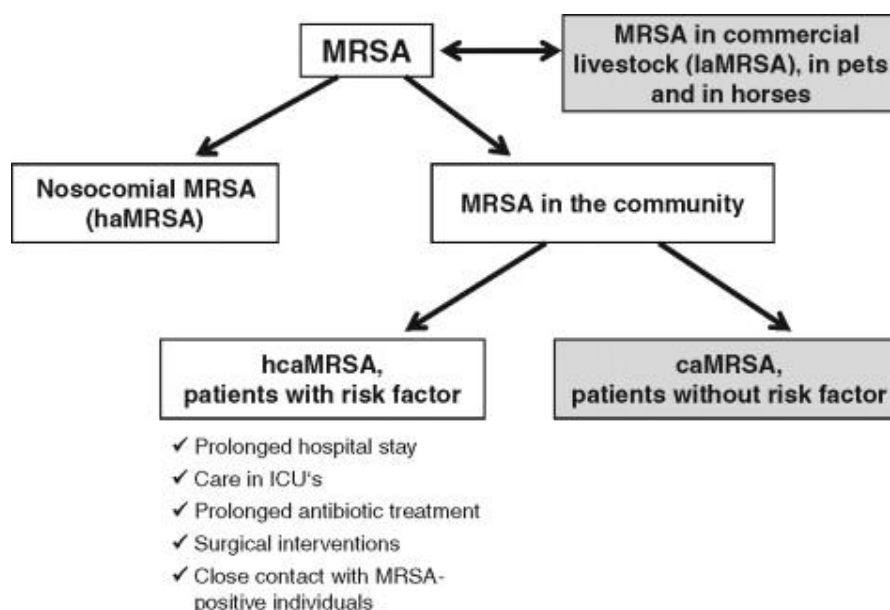 MRSA
MRSA in commercial
livestock (laMRSA), in pets
and in horses
Nosocomial MRSA
(haMRSA)
MRSA in the community
hcaMRSA,
patients with risk factor
caMRSA,
patients without risk factor
✓ Prolonged hospital stay
✓ Care in ICU‘s
✓ Prolonged antibiotic treatment
✓ Surgical interventions
✓ Close contact with MRSA-
positive individuals